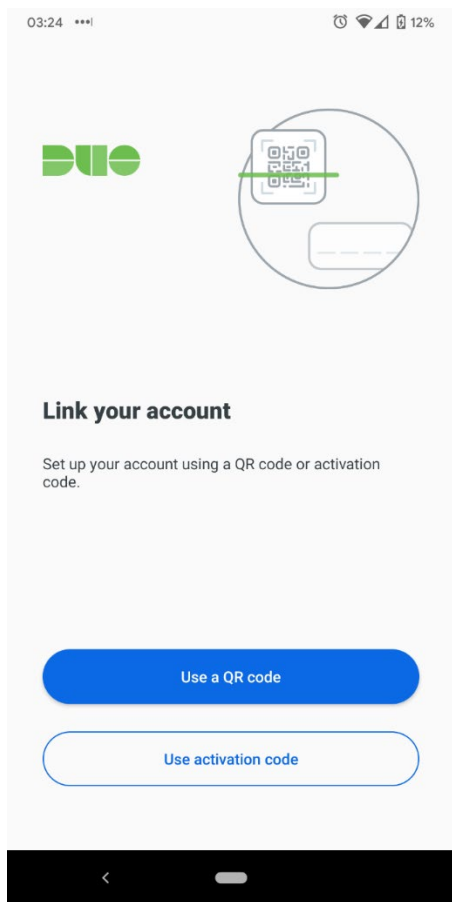 03:24
12%
DUO
Link your account
Set up your account using a QR code or activation
code.
Use a QR code
Use activation code